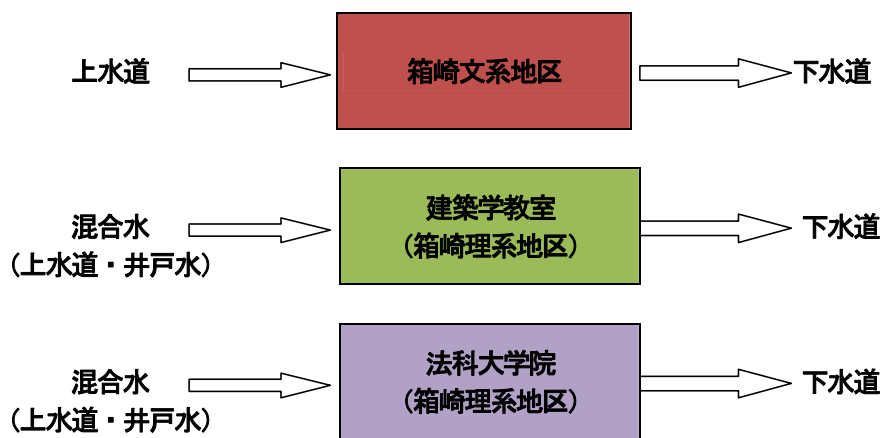 上水道
箱崎文系地区
下水道
混合水
（上水道・井戸水）
建築学教室
（箱崎理系地区）
下水道
混合水
（上水道・井戸水）
法科大学院
（箱崎理系地区）
下水道